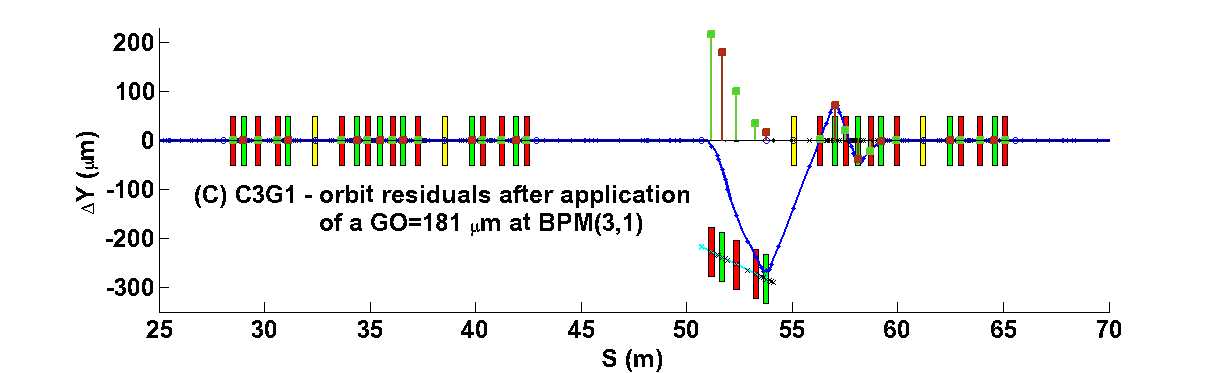 200
100
0
-100
-200
-300
ΔY (μm)
(C) C3G1 - orbit residuals after application
of a GO=181 μm at BPM(3,1)
25 30 35 40 45 50 55 60 65 70
S (m)